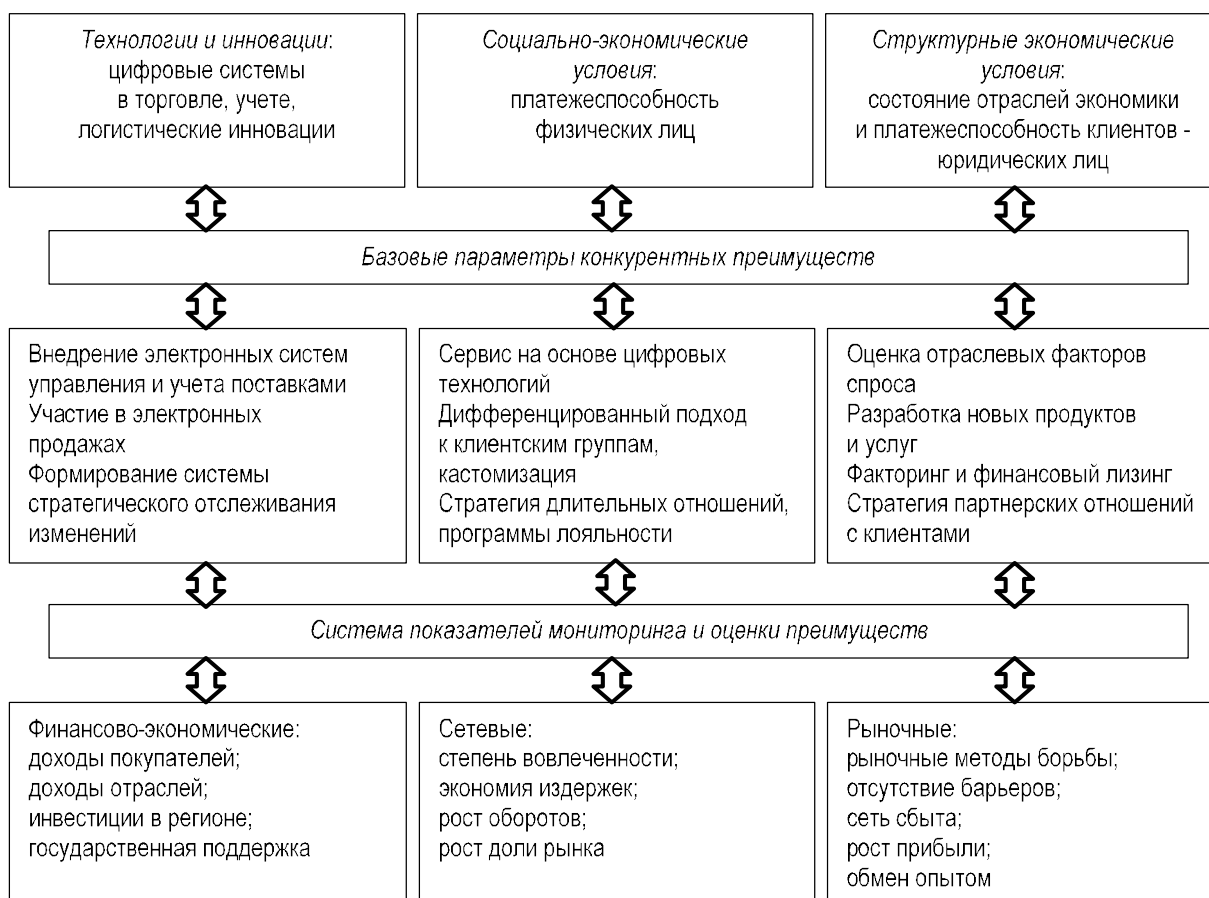 Технологии и инновации:
цифровые системы
в торговле, учете,
логистические инновации
Социально-экономические
условия:
платежеспособность
физических лиц
Структурные экономические
условия:
состояние отраслей экономики
и платежеспособность клиентов -
юридических лиц
Базовые параметры конкурентных преимуществ
Внедрение электронных систем
управления и учета поставками
Участие в электронных
продажах
Формирование системы
стратегического отслеживания
изменений
Сервис на основе цифровых
технологий
Дифференцированный подход
к клиентским группам,
кастомизация
Стратегия длительных отношений,
программы лояльности
Оценка отраслевых факторов
спроса
Разработка новых продуктов
и услуг
Факторинг и финансовый лизинг
Стратегия партнерских отношений
с клиентами
Система показателей мониторинга и оценки преимуществ
Финансово-экономические:
доходы покупателей;
доходы отраслей;
инвестиции в регионе;
государственная поддержка
Сетевые:
степень вовлеченности;
экономия издержек;
рост оборотов;
рост доли рынка
Рыночные:
рыночные методы борьбы;
отсутствие барьеров;
сеть сбыта;
рост прибыли;
обмен опытом